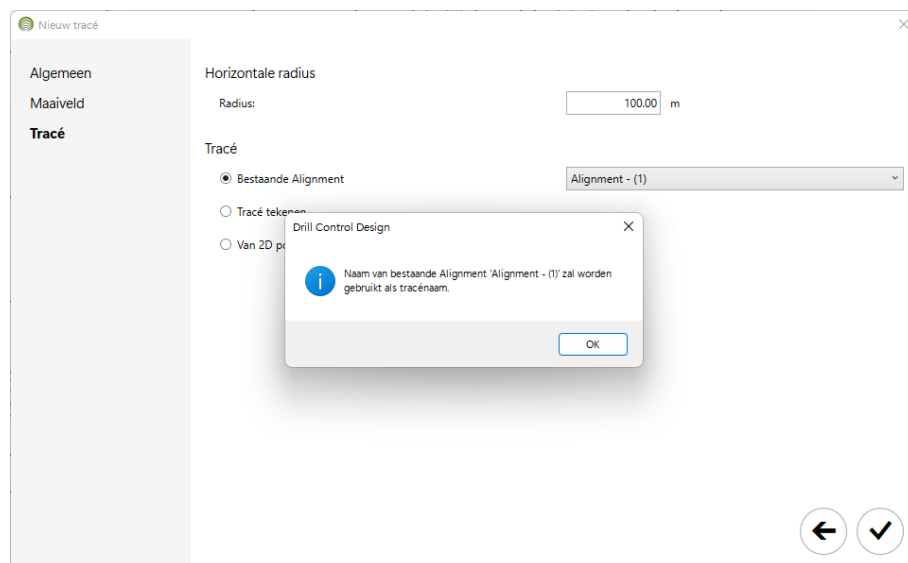 Nieuw tracé
Algemeen
Maaiveld
Tracé
Horizontale radius
Radius:
100.00 m
Tracé
Bestaande Alignment
Alignment - (1)
Tracé tekenen
Van 2D
Drill Control Design
Naam van bestaande Alignment 'Alignment - (1)' zal worden
gebruikt als tracénaam.
OK